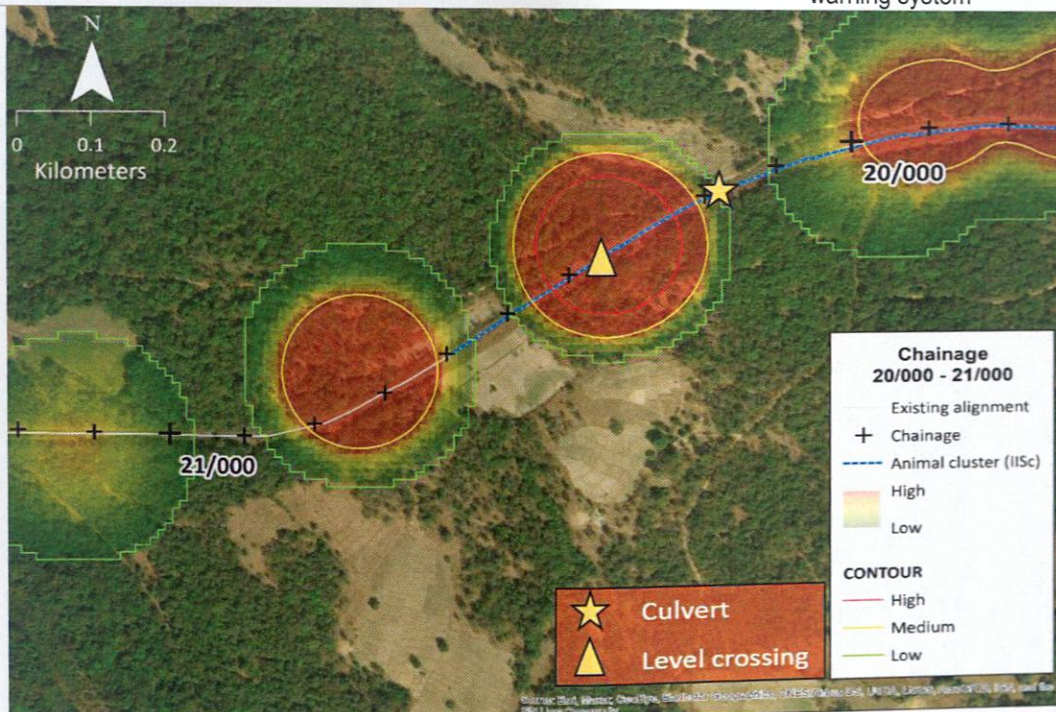 warning system
N
0 0.1 0.2
Kilometers
20/000
21/000
Chainage
20/000 - 21/000
Existing alignment
Chainage
Animal cluster (IISc)
High
Low
CONTOUR
High
Medium
Low
Culvert
Level crossing